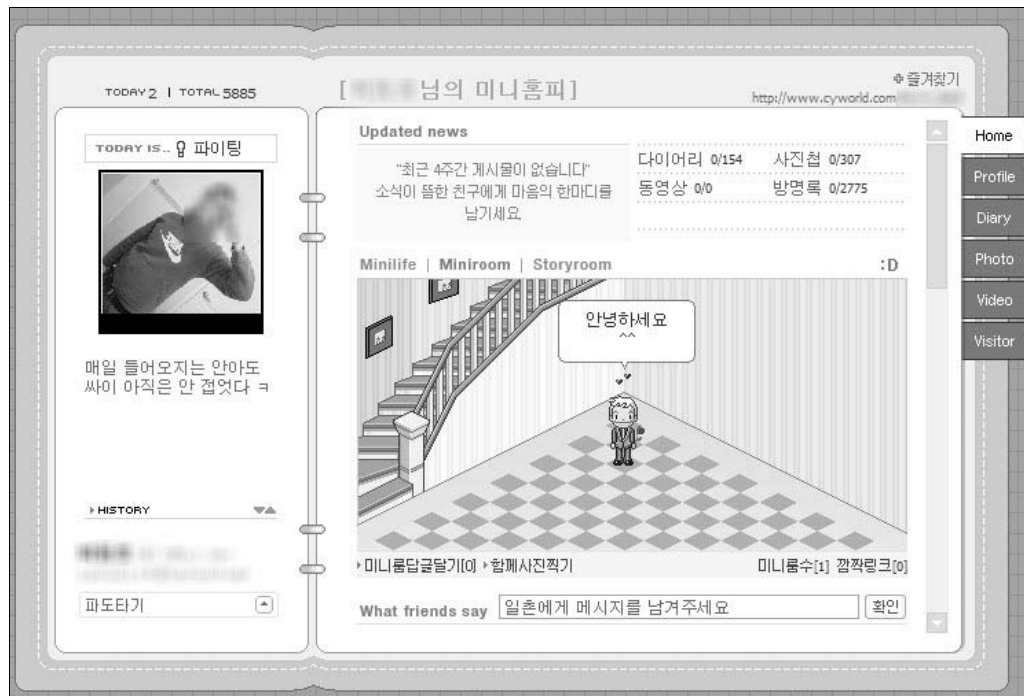 TODAY 2 | TOTAL 5885
님의 미니홈피]
즐겨찾기
http://www.cyworld.com
TODAY IS.. 파이팅
매일 들어오지는 안아도
싸이 아직은 안 접엇다 ㅋ
HISTORY
파도타기
Updated news
"최근 4주간 게시물이 없습니다"
소식이 뜸한 친구에게 마음의 한마디를
남기세요.
다이어리 0/154 사진첩 0/307
동영상 0/0 방명록 0/2775
Minilife | Miniroom | Storyroom :D
안녕하세요
^^
미니룸답글달기[0] 함께사진찍기 미니룸수[1] 깜짝링크[0]
What friends say 일촌에게 메시지를 남겨주세요 확인
Home
Profile
Diary
Photo
Video
Visitor